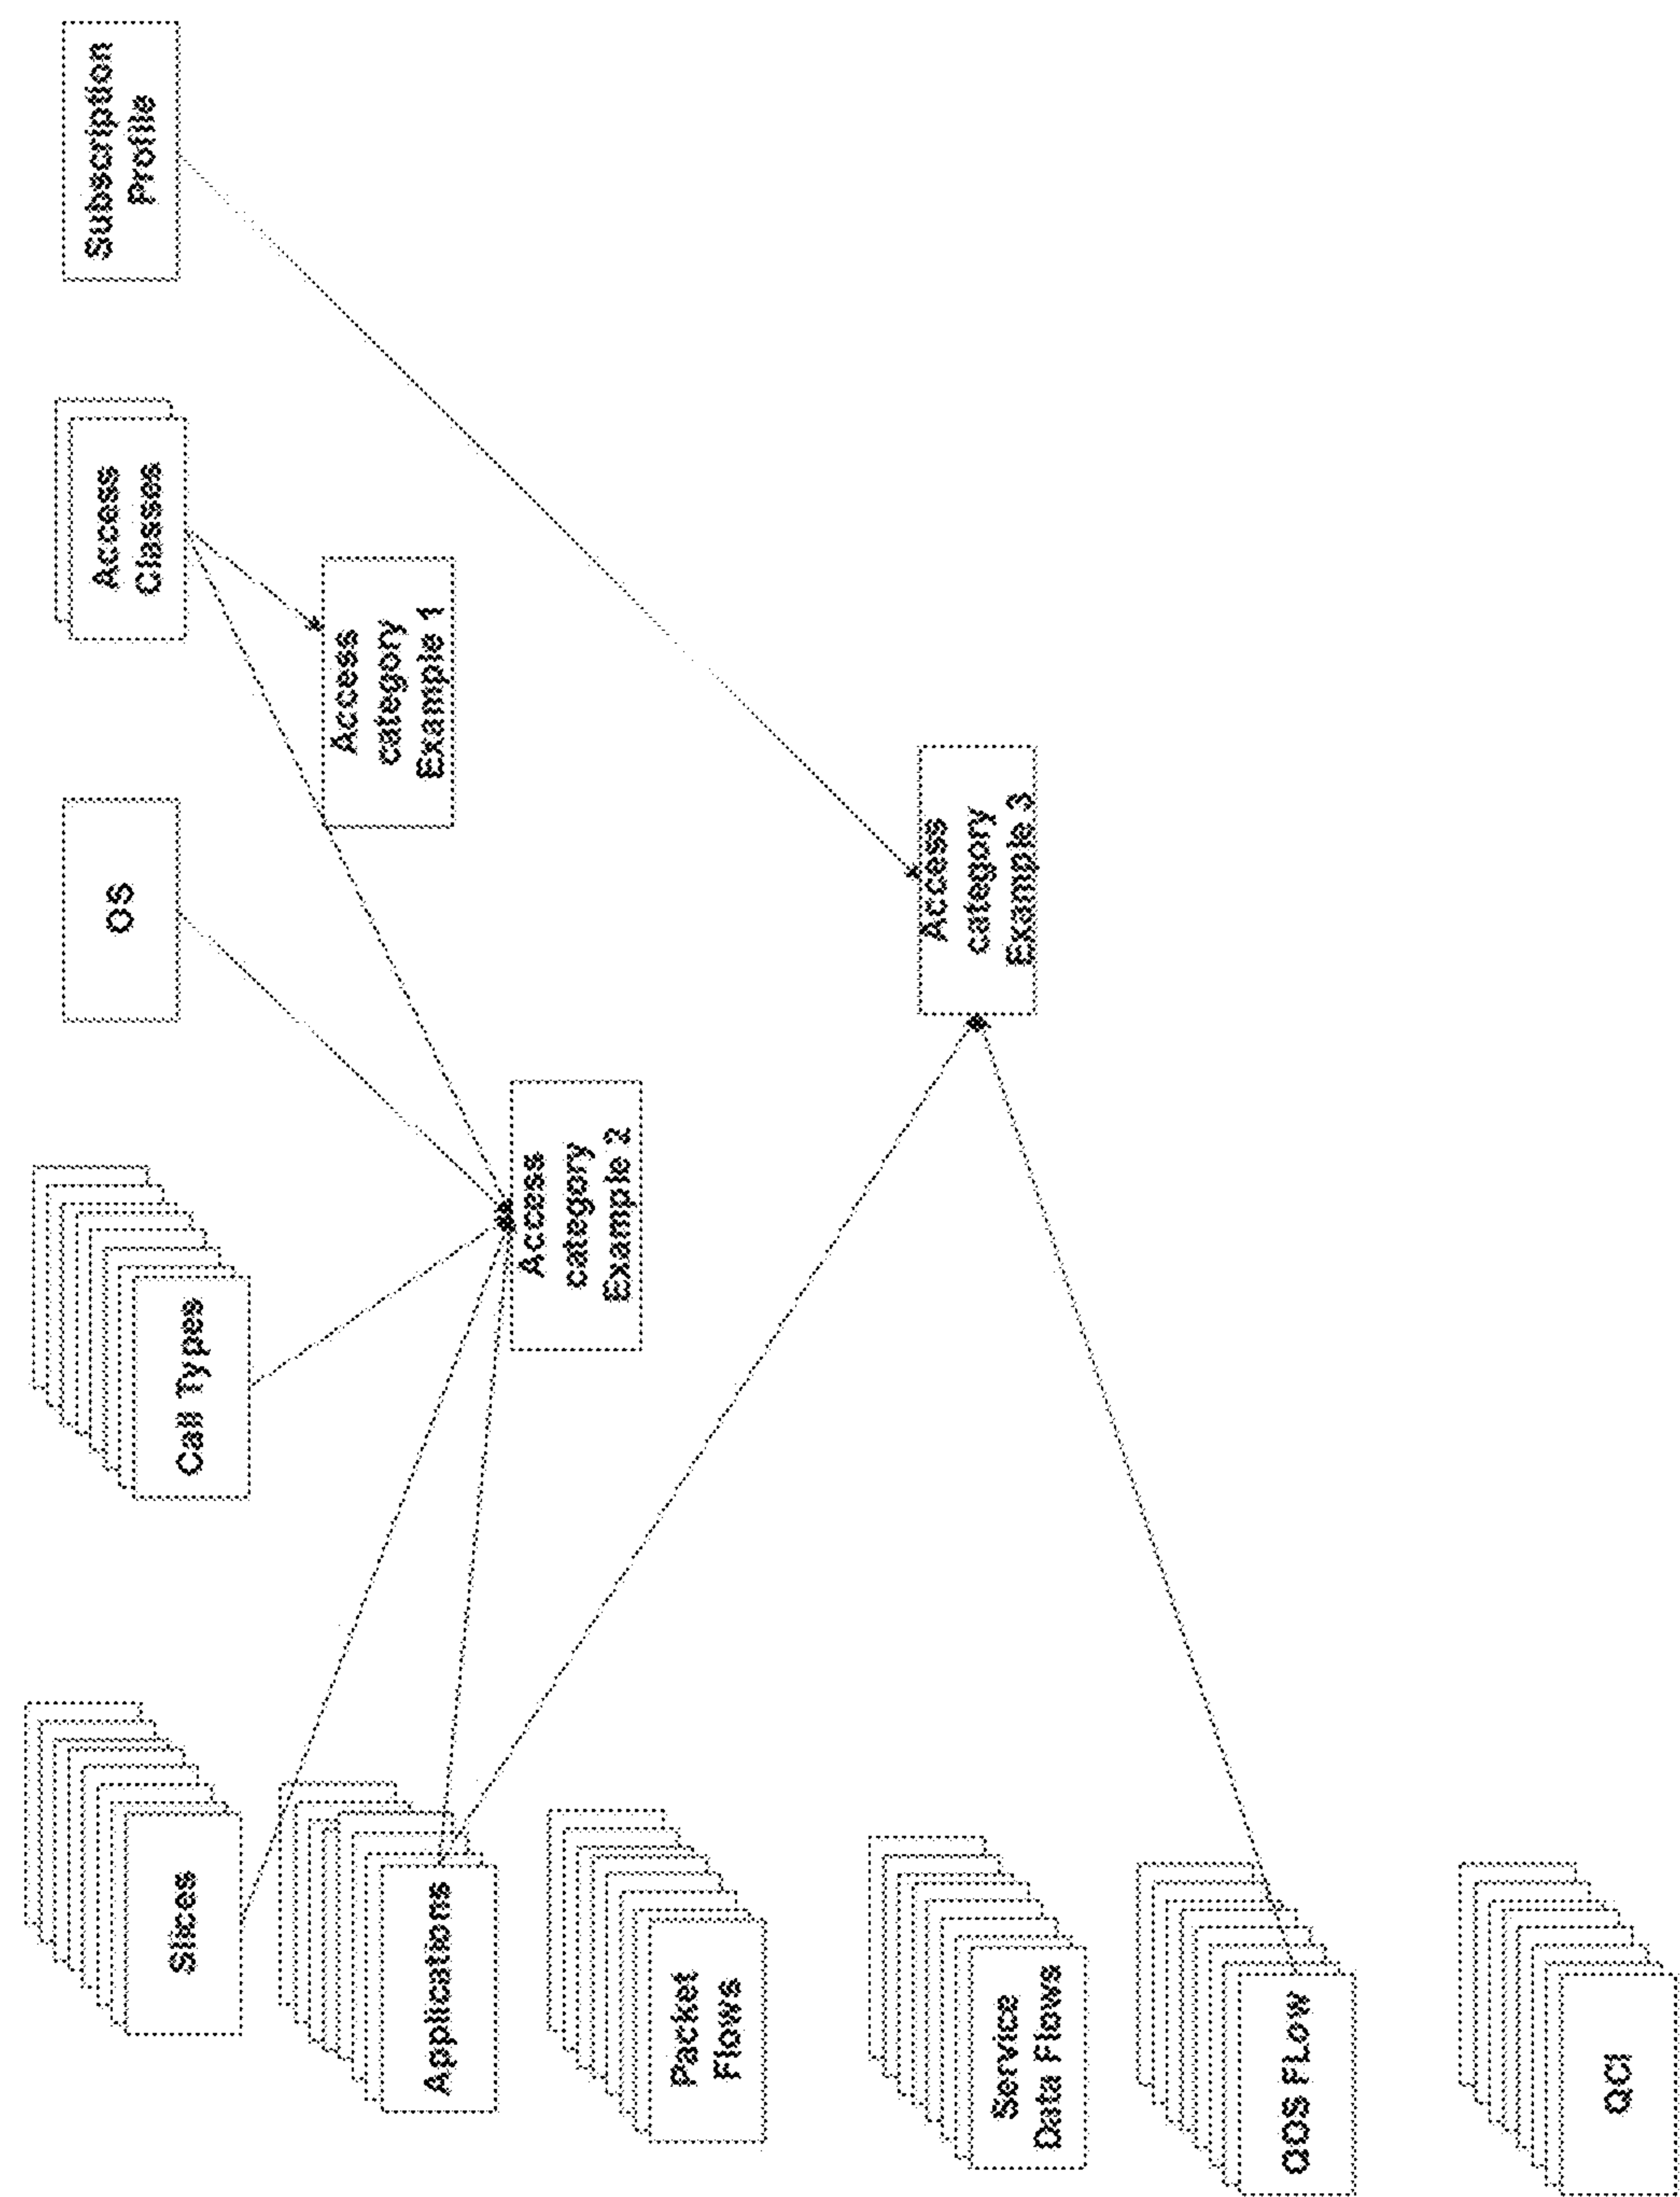 Slices
Call Types
OS
Access
Classes
Subscription
Profile
Access
category
Example 1
Applications
Access
category
Example 2
Packet
Flows
Access
category
Example 3
Service
Data Flows
QOS FLow
QCI